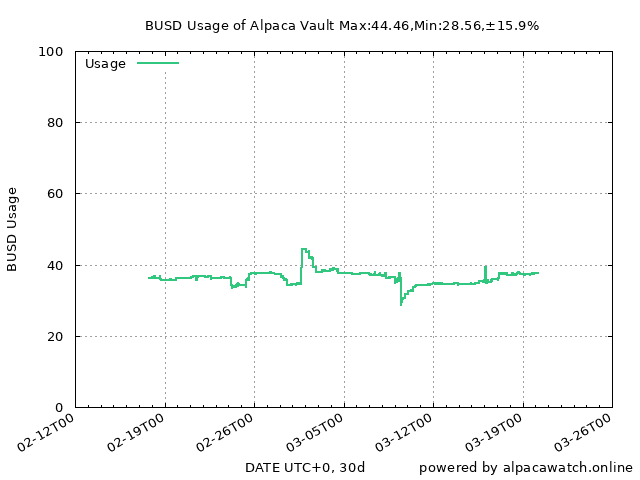 BUSD Usage of Alpaca Vault Max:44.46,Min:28.56,±15.9%
Usage
100
80
60
40
20
0
BUSD Usage
02-12T00
02-19T00
02-26T00
03-05T00
03-12T00
03-19T00
03-26T00
DATE UTC+0, 30d
powered by alpacawatch.online